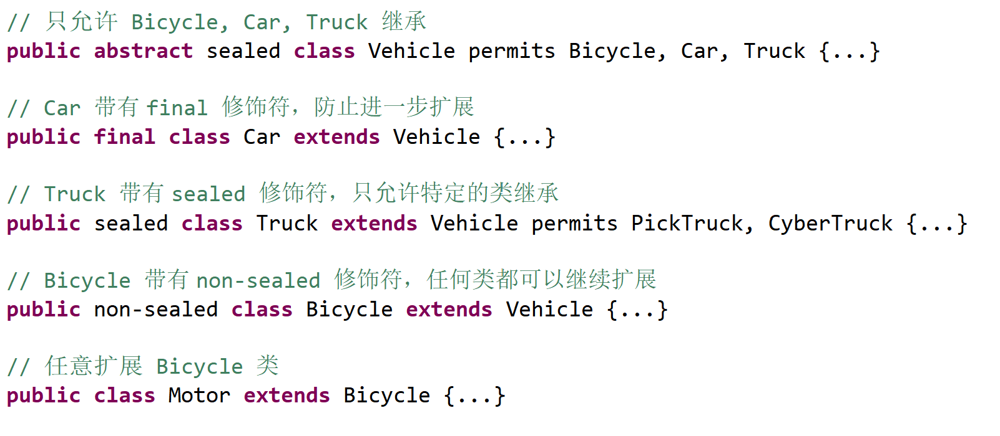 // 只允许 Bicycle, Car, Truck 继承
public abstract sealed class Vehicle permits Bicycle, Car, Truck {...}
// Car 带有 final 修饰符，防止进一步扩展
public final class Car extends Vehicle {...}
// Truck 带有 sealed 修饰符，只允许特定的类继承
public sealed class Truck extends Vehicle permits PickTruck, CyberTruck {...}
// Bicycle 带有 non-sealed 修饰符，任何类都可以继续扩展
public non-sealed class Bicycle extends Vehicle {...}
// 任意扩展 Bicycle 类
public class Motor extends Bicycle {...}